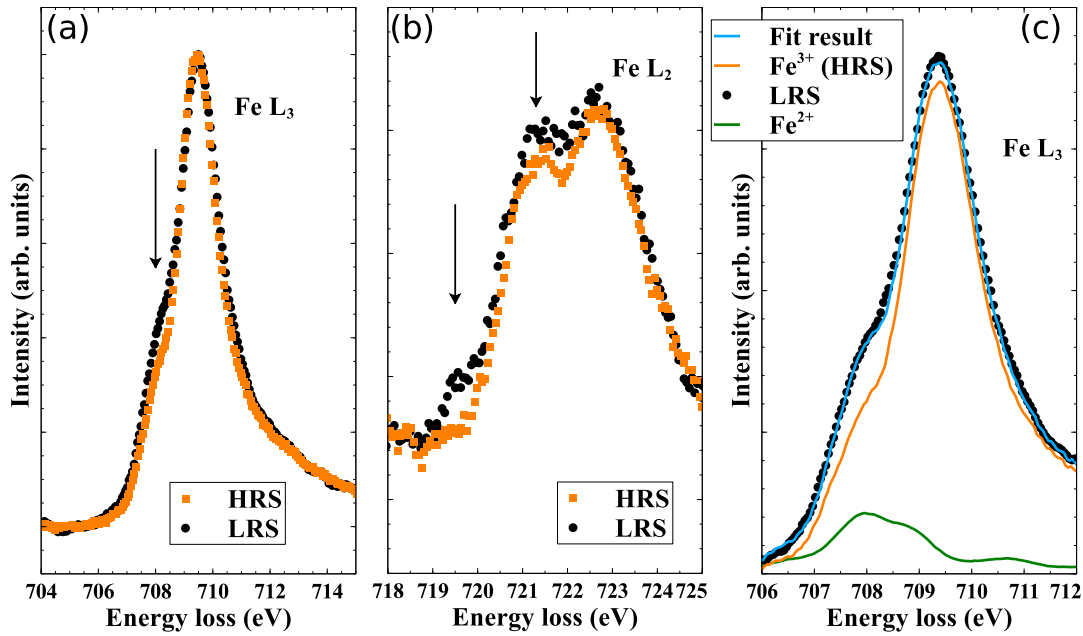 (a)
Fe L₃
HRS
LRS
704 706 708 710 712 714
Energy loss (eV)
Intensity (arb. units)
(b)
Fe L₂
HRS
LRS
718 719 720 721 722 723 724 725
Energy loss (eV)
(c)
Fit result
Fe³⁺ (HRS)
LRS
Fe²⁺
Fe L₃
706 707 708 709 710 711 712
Energy loss (eV)
Intensity (arb. units)